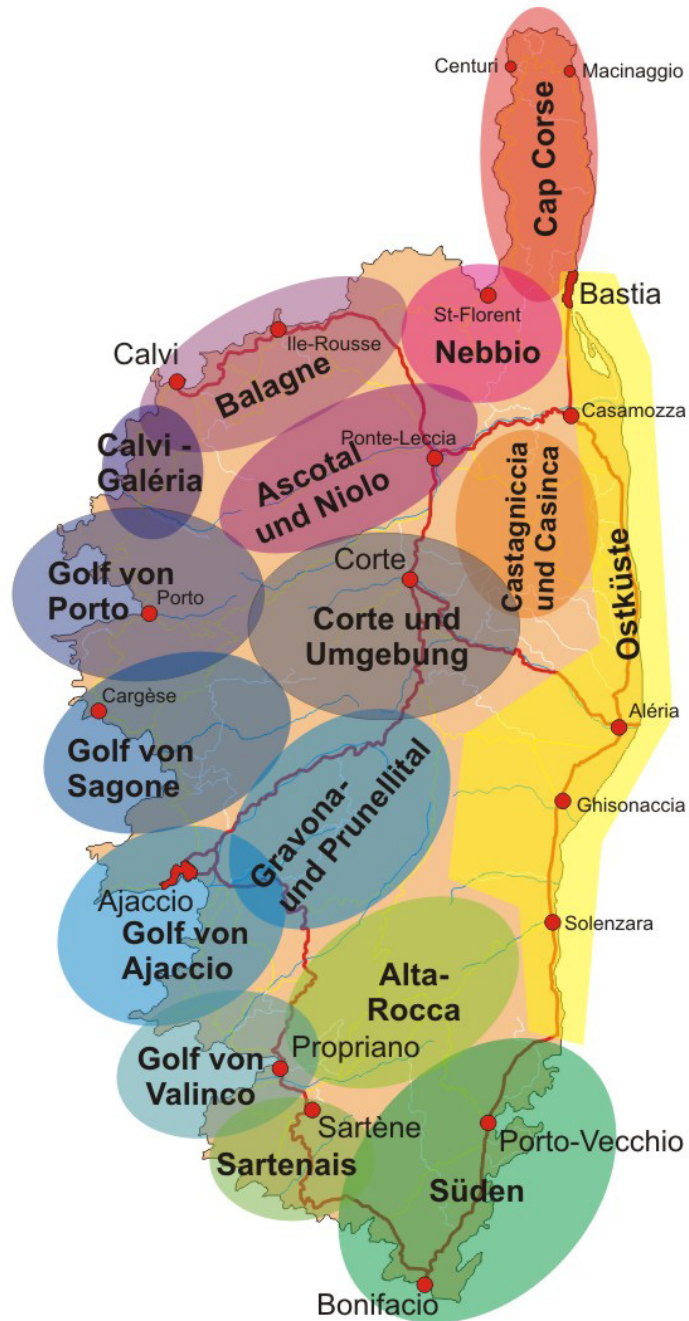 Centuri
Macinaggio
Cap Corse
Bastia
St-Florent
Nebbio
Calvi
Ile-Rousse
Balagne
Casamozza
Calvi -
Galéria
Ponte-Leccia
Ascotal
und Niolo
Castagniccia
und Casinca
Ostküste
Golf von
Porto
Porto
Corte
Corte und
Umgebung
Cargèse
Golf von
Sagone
Aléria
Gravona-
und Prunellital
Ghisonaccia
Ajaccio
Golf von
Ajaccio
Solenzara
Alta-
Rocca
Golf von
Valinco
Propriano
Sartène
Sartenais
Porto-Vecchio
Süden
Bonifacio